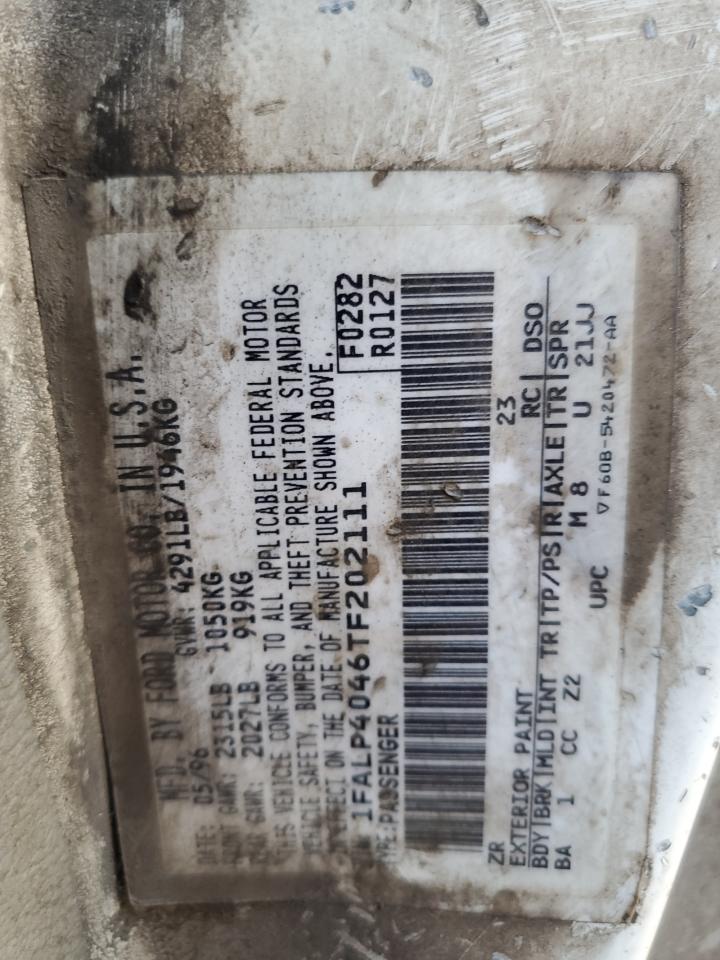 MFD. BY FORD MOTOR CO. IN U.S.A.
DATE: 05/96 GVWR: 4291LB/1946KG
FRONT GAWR: 2315LB 1050KG
REAR GAWR: 2027LB 919KG
THIS VEHICLE CONFORMS TO ALL APPLICABLE FEDERAL MOTOR
VEHICLE SAFETY, BUMPER, AND THEFT PREVENTION STANDARDS
IN EFFECT ON THE DATE OF MANUFACTURE SHOWN ABOVE.
1FALP4046TF202111 F0282
TYPE: PASSENGER R0127
ZR 23
EXTERIOR PAINT RC DSO
BDY BRK MLD INT TR TP/PS R AXLE TR SPR
BA 1 CC Z2 M 8 U 21JJ
UPC ▽F60B-5420472-AA